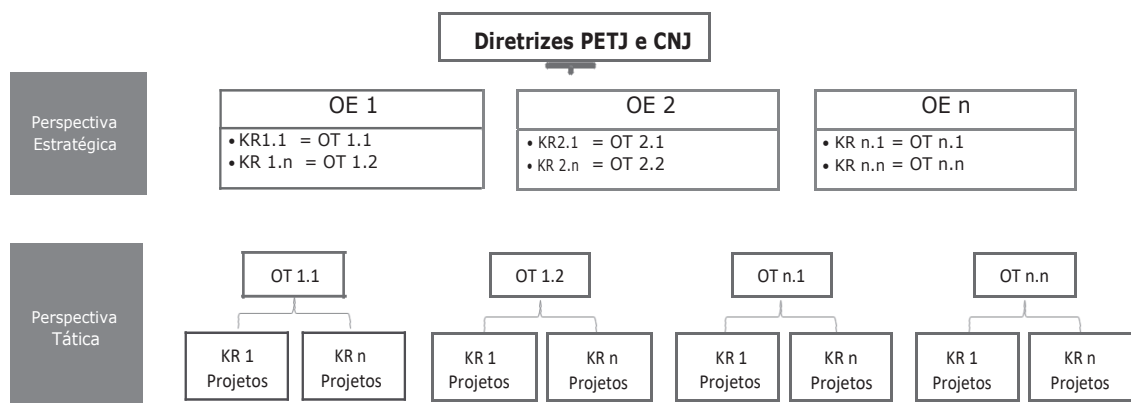 Diretrizes PETJ e CNJ
Perspectiva
Estratégica
OE 1
• KR1.1 = OT 1.1
• KR 1.n = OT 1.2
OE 2
• KR2.1 = OT 2.1
• KR 2.n = OT 2.2
OE n
• KR n.1 = OT n.1
• KR n.n = OT n.n
Perspectiva
Tática
OT 1.1
KR 1
Projetos
KR n
Projetos
OT 1.2
KR 1
Projetos
KR n
Projetos
OT n.1
KR 1
Projetos
KR n
Projetos
OT n.n
KR 1
Projetos
KR n
Projetos